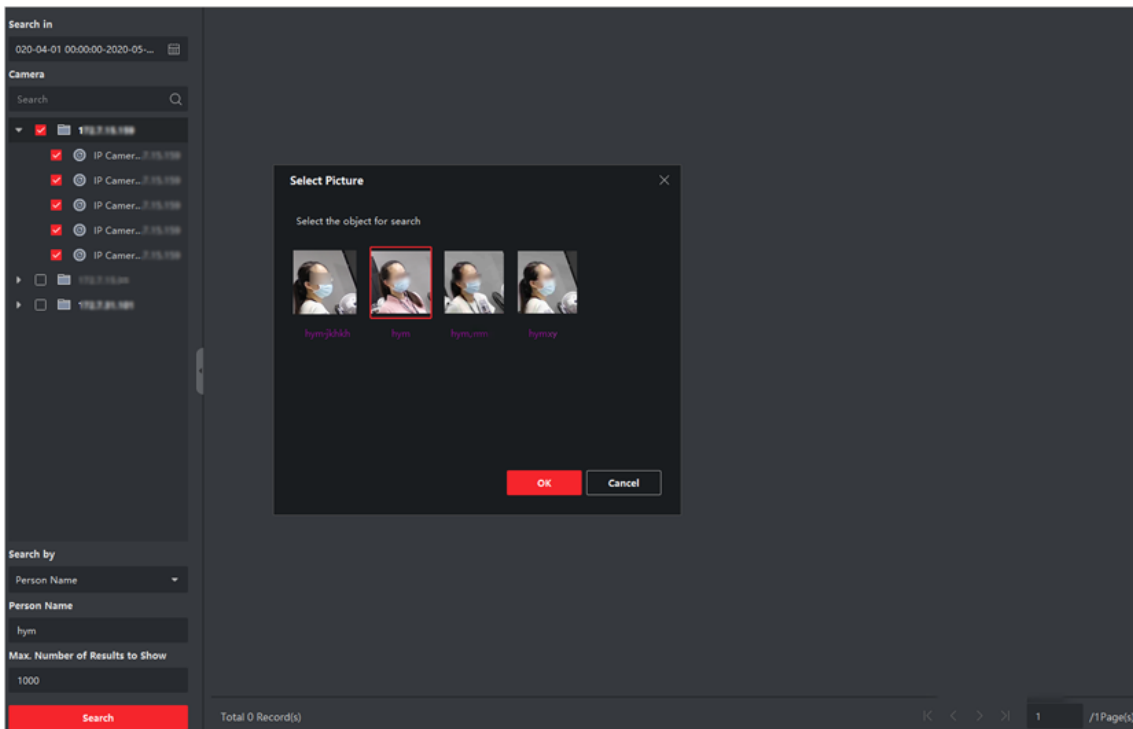 Search in
020-04-01 00:00:00-2020-05-...
Camera
Search
IP Camer...
IP Camer...
IP Camer...
IP Camer...
IP Camer...
Search by
Person Name
Person Name
hym
Max. Number of Results to Show
1000
Search
Select Picture
Select the object for search
hym-jkhkh
hym
hymxy
OK
Cancel
Total 0 Record(s)
1 /1Page(s)